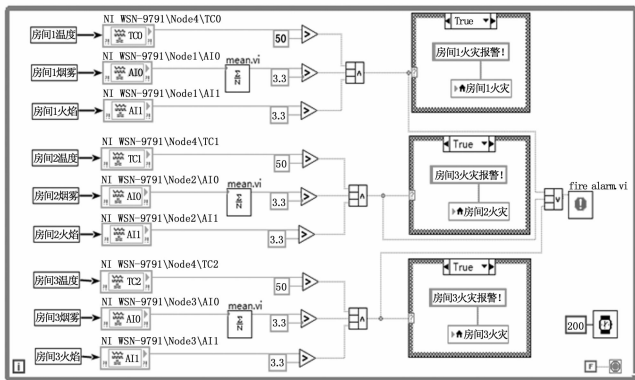 NI WSN-9791\Node4\TC0
房间1温度
TC0
50
>
True
房间1火灾报警!
房间1火灾
NI WSN-9791\Node1\AI0
mean.vi
房间1烟雾
AI0
MEAN
3.3
>
∧
?
NI WSN-9791\Node1\AI1
房间1火焰
AI1
3.3
>
NI WSN-9791\Node4\TC1
房间2温度
TC1
50
>
True
房间3火灾报警!
房间2火灾
NI WSN-9791\Node2\AI0
mean.vi
房间2烟雾
AI0
MEAN
3.3
>
∧
?
∨
fire alarm.vi
NI WSN-9791\Node2\AI1
房间2火焰
AI1
3.3
>
NI WSN-9791\Node4\TC2
房间3温度
TC2
50
>
True
房间3火灾报警!
房间3火灾
NI WSN-9791\Node3\AI0
mean.vi
房间3烟雾
AI0
MEAN
3.3
>
∧
?
200
NI WSN-9791\Node3\AI1
房间3火焰
AI1
3.3
>
i
F